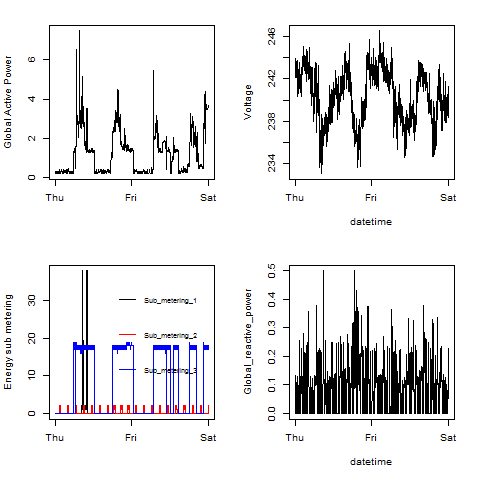 Global Active Power
0 2 4 6
Thu Fri Sat
Voltage
234 238 242 246
Thu Fri Sat
datetime
Energy sub metering
0 10 20 30
Sub_metering_1
Sub_metering_2
Sub_metering_3
Thu Fri Sat
Global_reactive_power
0.0 0.1 0.2 0.3 0.4 0.5
Thu Fri Sat
datetime